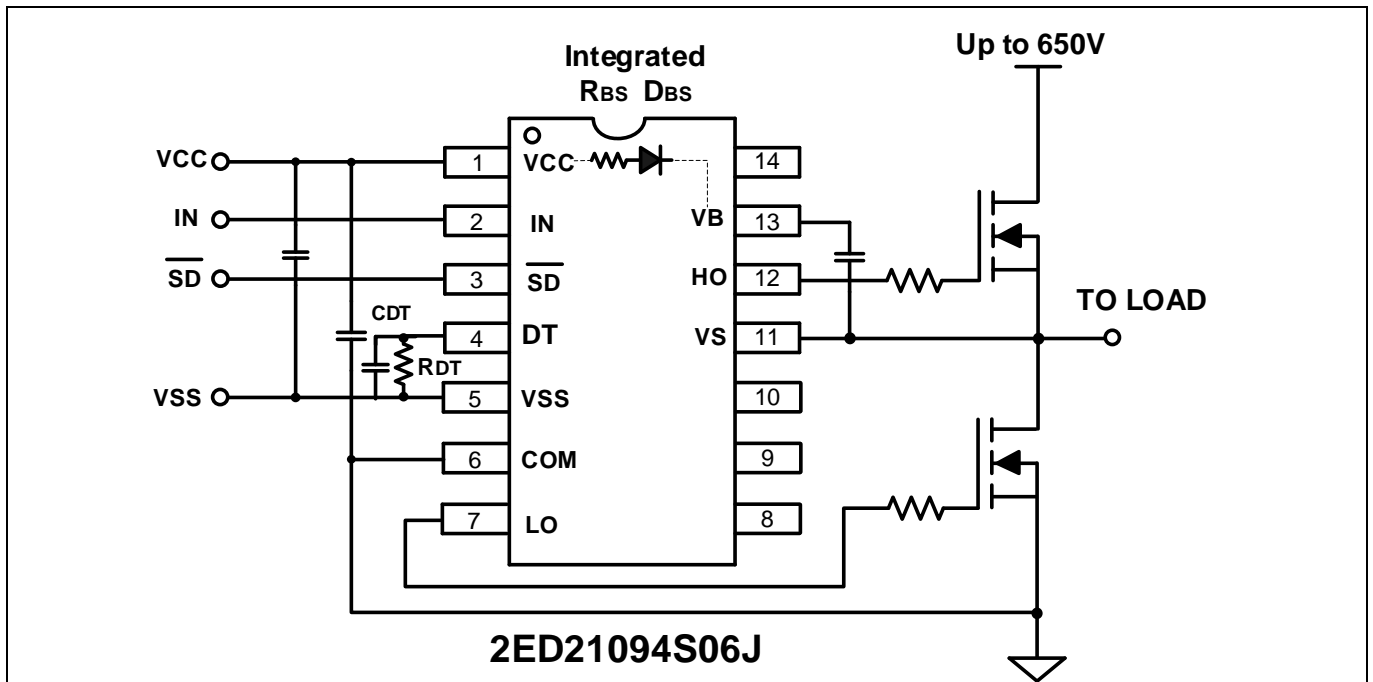 Integrated
RBS DBS
Up to 650V
VCC
1
VCC
14
IN
2
IN
VB
13
SD
3
SD
HO
12
CDT
TO LOAD
4
DT
VS
11
RDT
VSS
5
VSS
10
6
COM
9
7
LO
8
2ED21094S06J